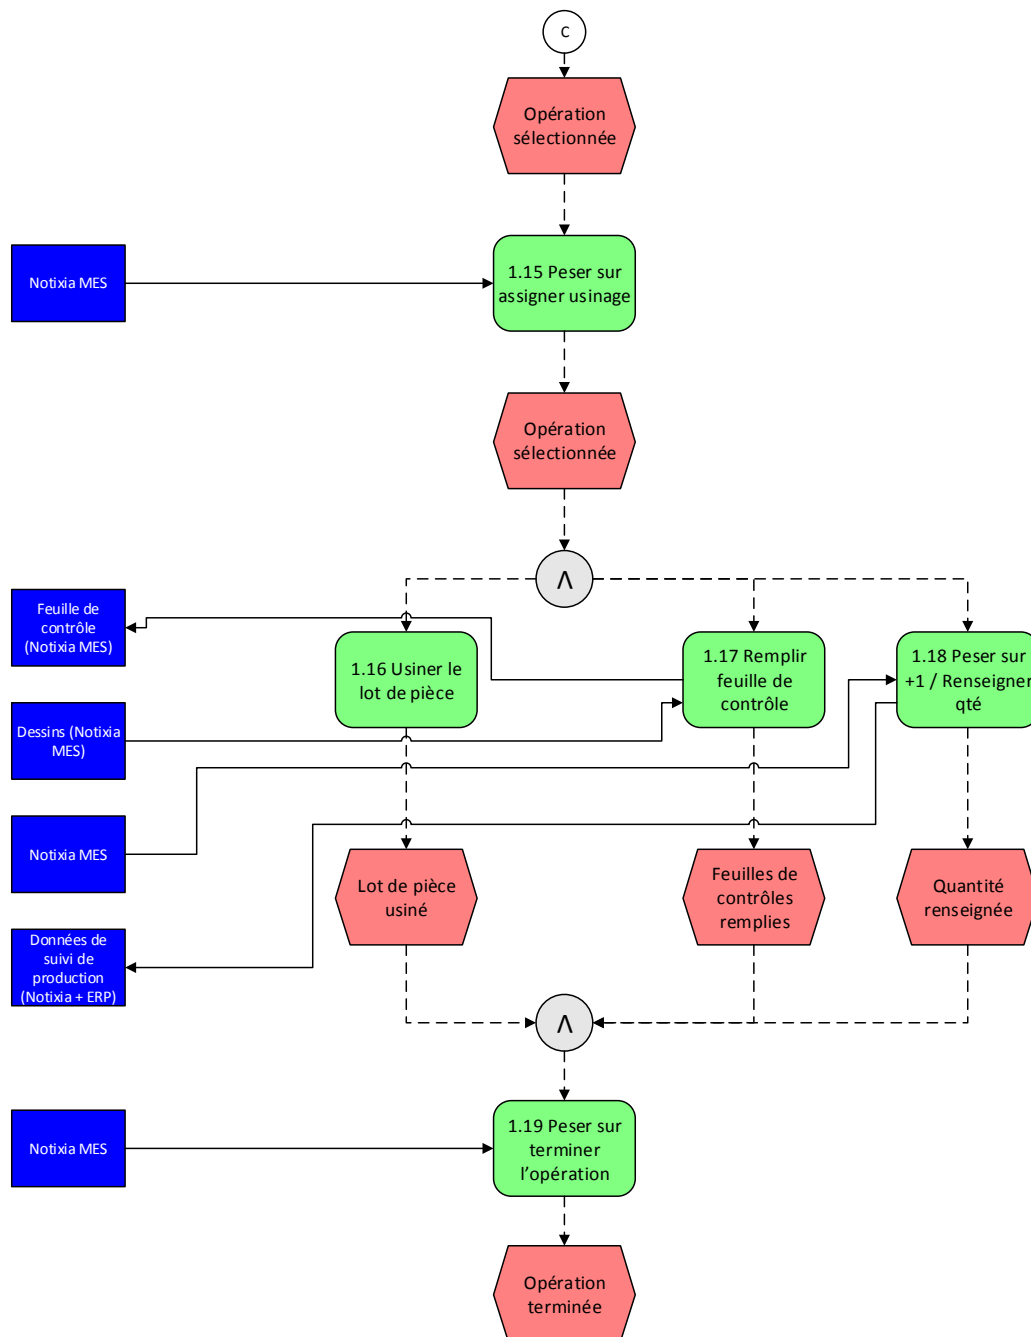 C
Opération
sélectionnée
Notixia MES
1.15 Peser sur
assigner usinage
Opération
sélectionnée
Λ
Feuille de
contrôle
(Notixia MES)
1.16 Usiner le
lot de pièce
1.17 Remplir
feuille de
contrôle
1.18 Peser sur
+1 / Renseigner
qté
Dessins (Notixia
MES)
Notixia MES
Lot de pièce
usiné
Feuilles de
contrôles
remplies
Quantité
renseignée
Données de
suivi de
production
(Notixia + ERP)
Λ
Notixia MES
1.19 Peser sur
terminer
l’opération
Opération
terminée